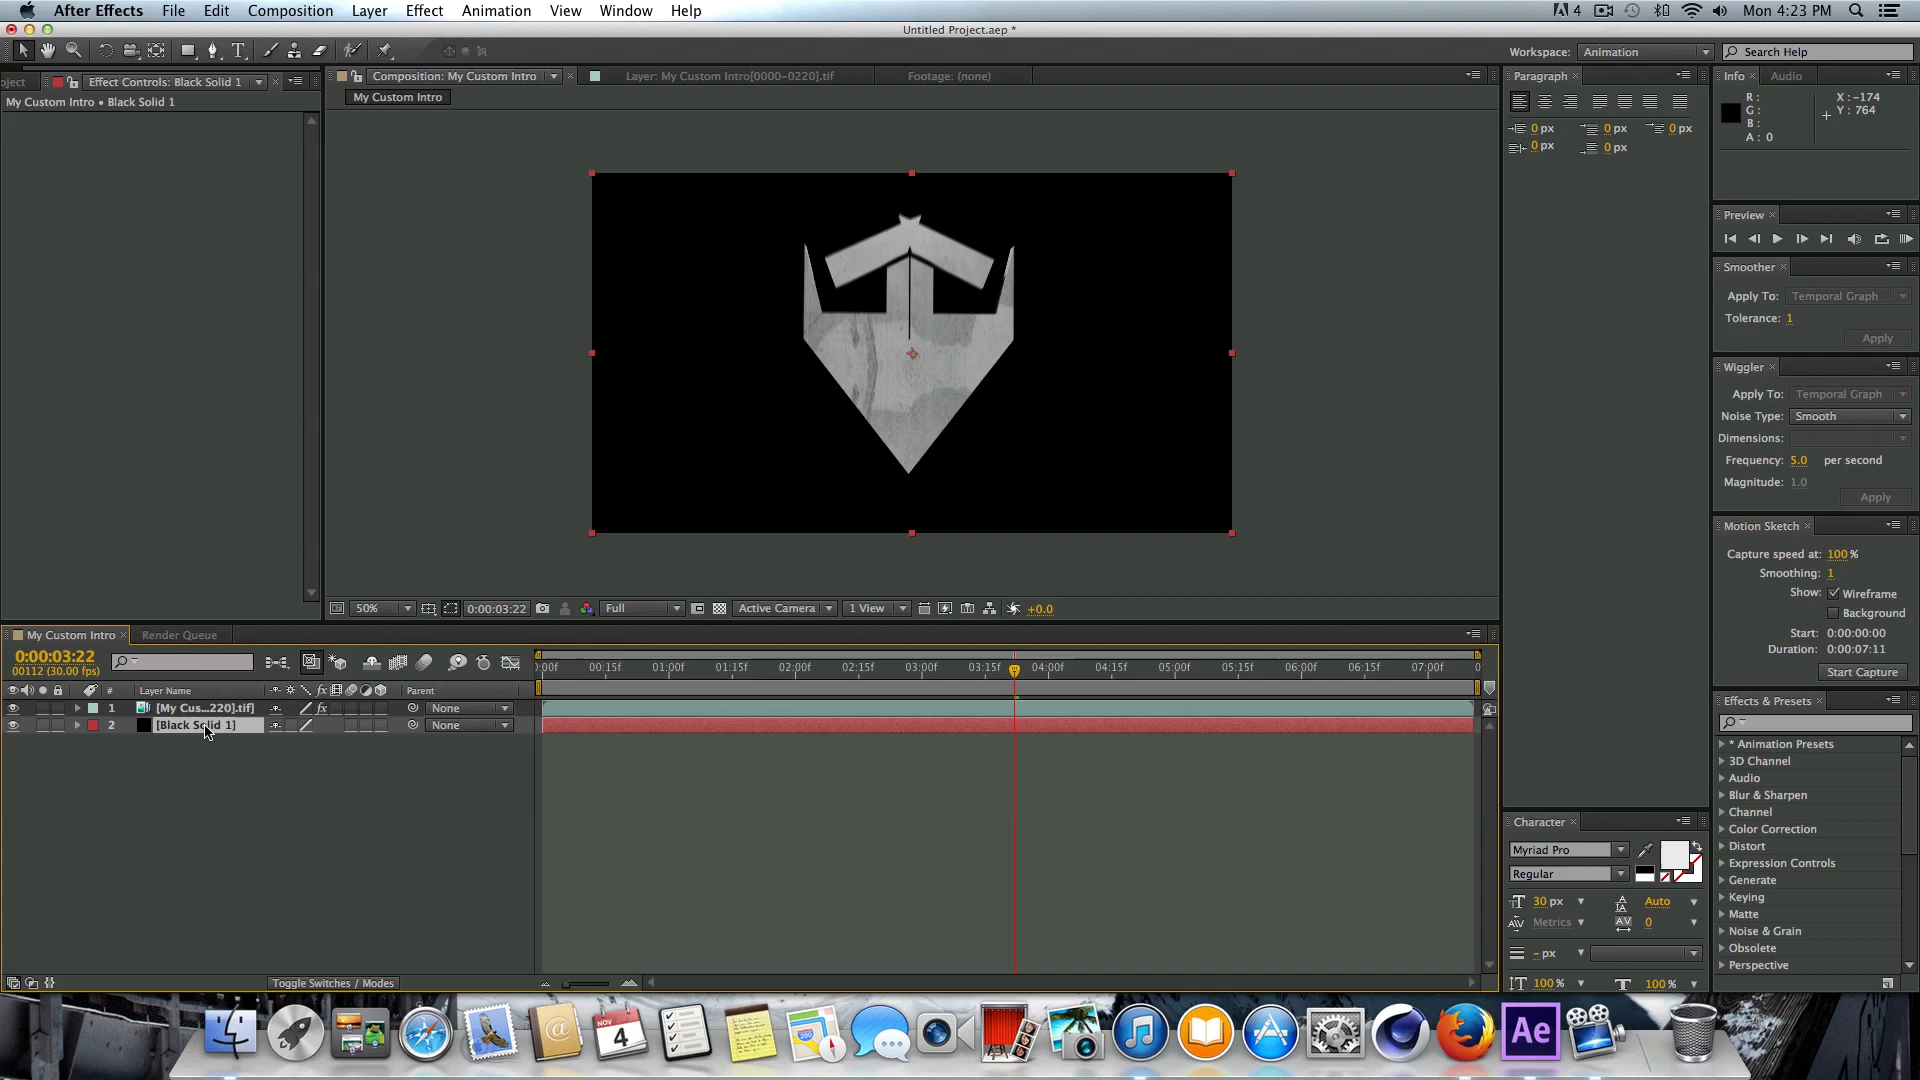 After Effects File Edit Composition Layer Effect Animation View Window Help
4 Mon 4:23 PM
Untitled Project.aep *
T Workspace: Animation Search Help
oject Effect Controls: Black Solid 1 Composition: My Custom Intro Layer: My Custom Intro[0000-0220].tif Footage: (none) Paragraph Info Audio
My Custom Intro • Black Solid 1
My Custom Intro
0 px 0 px 0 px
0 px 0 px
R : X : -174
G : Y : 764
B :
A : 0
Preview
Smoother
Apply To: Temporal Graph
Tolerance: 1
Apply
Wiggler
Apply To: Temporal Graph
Noise Type: Smooth
Dimensions:
Frequency: 5.0 per second
Magnitude: 1.0
Apply
Motion Sketch
Capture speed at: 100 %
Smoothing: 1
Show: Wireframe
Background
Start: 0:00:00:00
Duration: 0:00:07:11
Start Capture
50% 0:00:03:22 Full Active Camera 1 View +0.0
My Custom Intro Render Queue
0:00:03:22
00112 (30.00 fps)
:00f 00:15f 01:00f 01:15f 02:00f 02:15f 03:00f 03:15f 04:00f 04:15f 05:00f 05:15f 06:00f 06:15f 07:00f 0
# Layer Name fx Parent
1 [My Cus...220].tif] fx None
2 [Black Solid 1] None
Toggle Switches / Modes
Effects & Presets
* Animation Presets
3D Channel
Audio
Blur & Sharpen
Channel
Color Correction
Distort
Expression Controls
Generate
Keying
Matte
Noise & Grain
Obsolete
Perspective
Character
Myriad Pro
Regular
30 px Auto
Metrics 0
- px
100 % 100 %
NOV
4
Ae